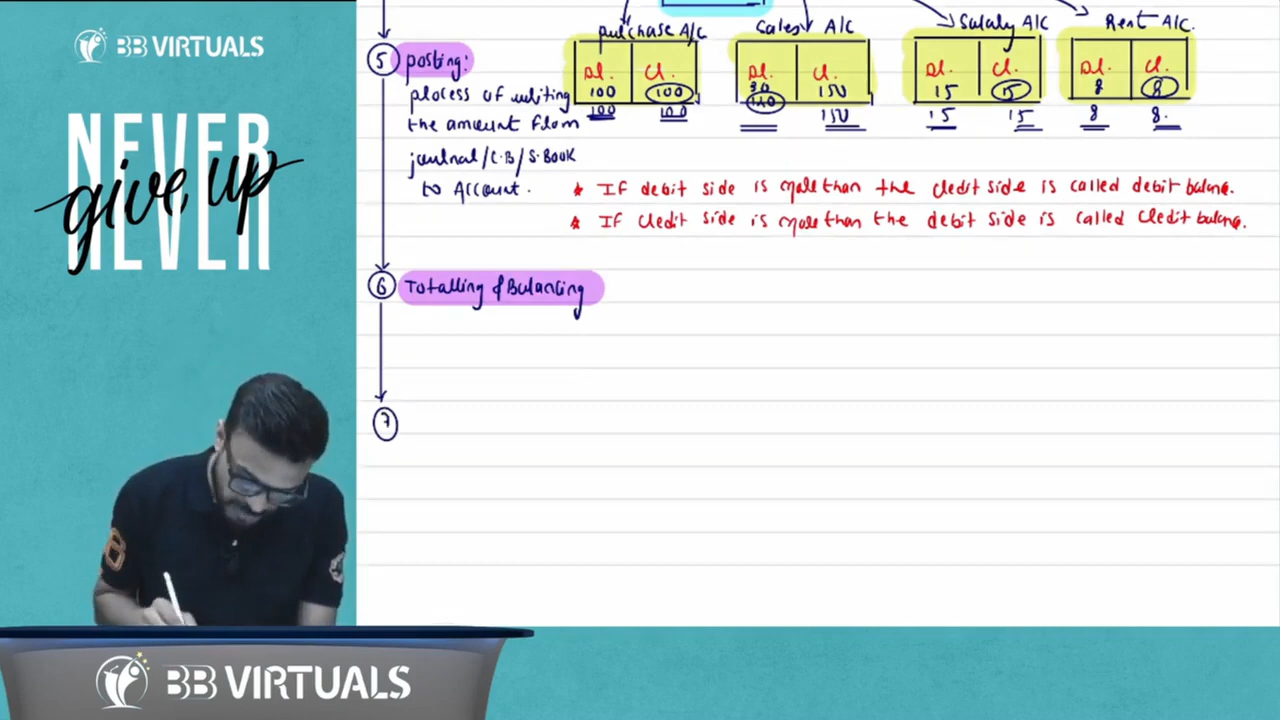 BB VIRTUALS
NEVER
give up
NEVER
purchase A/C Sales A/C Salary A/C Rent A/C.
5 posting:
Dr. Cr. Dr. Cr. Dr. Cr. Dr. Cr.
100 100 30 150 15 15 8 8
100 100 120 150 15 15 8 8.
process of writing
the amount from
journal/C.B/S.Book
to Account.
* If debit side is more than the credit side is called debit balance.
* If credit side is more than the debit side is called credit balance.
6 Totalling & Balancing
7
BB VIRTUALS